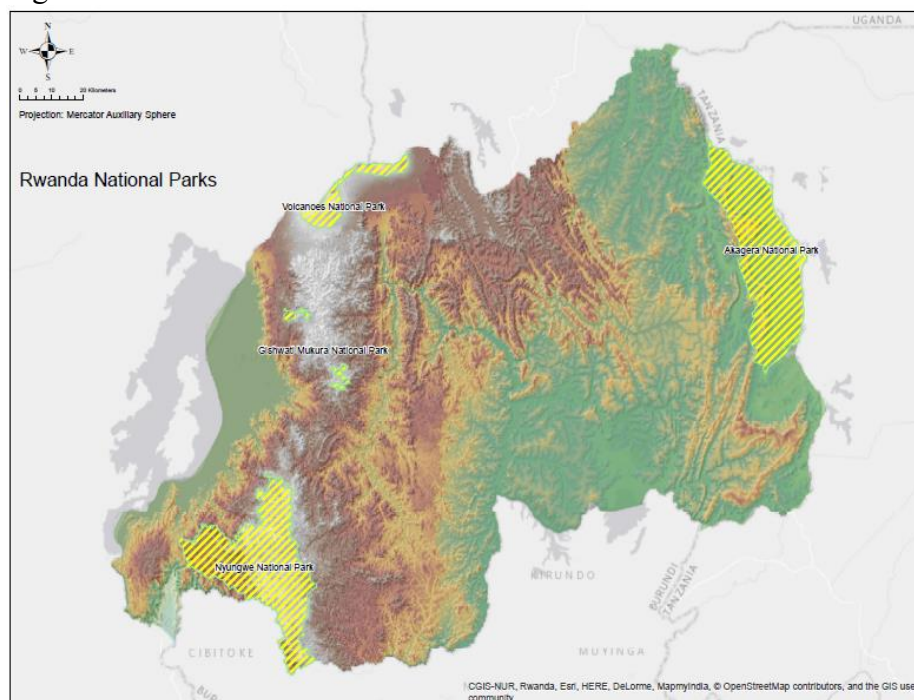 N
W E
S
0 5 10 20 Kilometers
Projection: Mercator Auxiliary Sphere
Rwanda National Parks
UGANDA
TANZANIA
Volcanoes National Park
Akagera National Park
Gishwati Mukura National Park
Nyungwe National Park
KIRUNDO
BURUNDI
TANZANIA
CIBITOKE
MUYINGA
CGIS-NUR, Rwanda, Esri, HERE, DeLorme, MapmyIndia, © OpenStreetMap contributors, and the GIS use
community